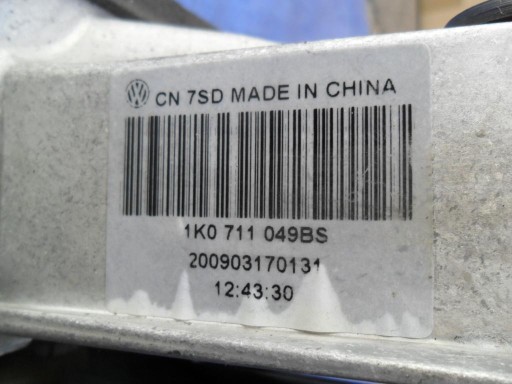 CN 7SD MADE IN CHINA
1K0 711 049BS
200903170131
12:43:30